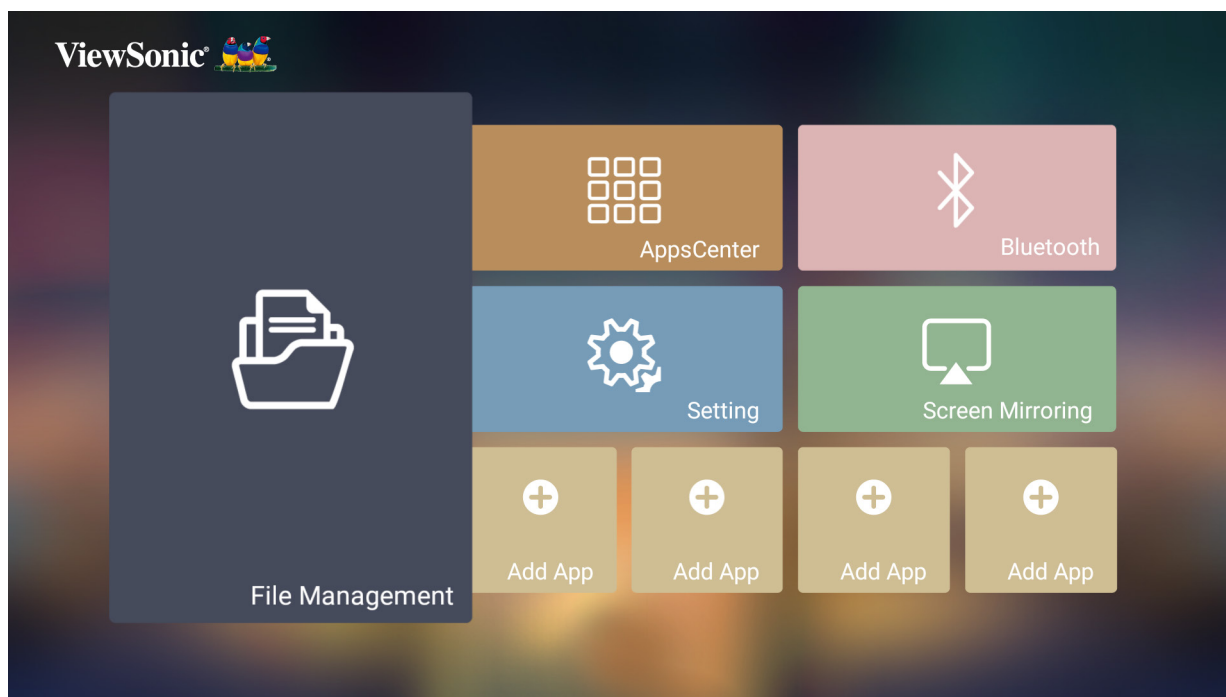 ViewSonic®
AppsCenter
Bluetooth
Setting
Screen Mirroring
File Management
Add App
Add App
Add App
Add App